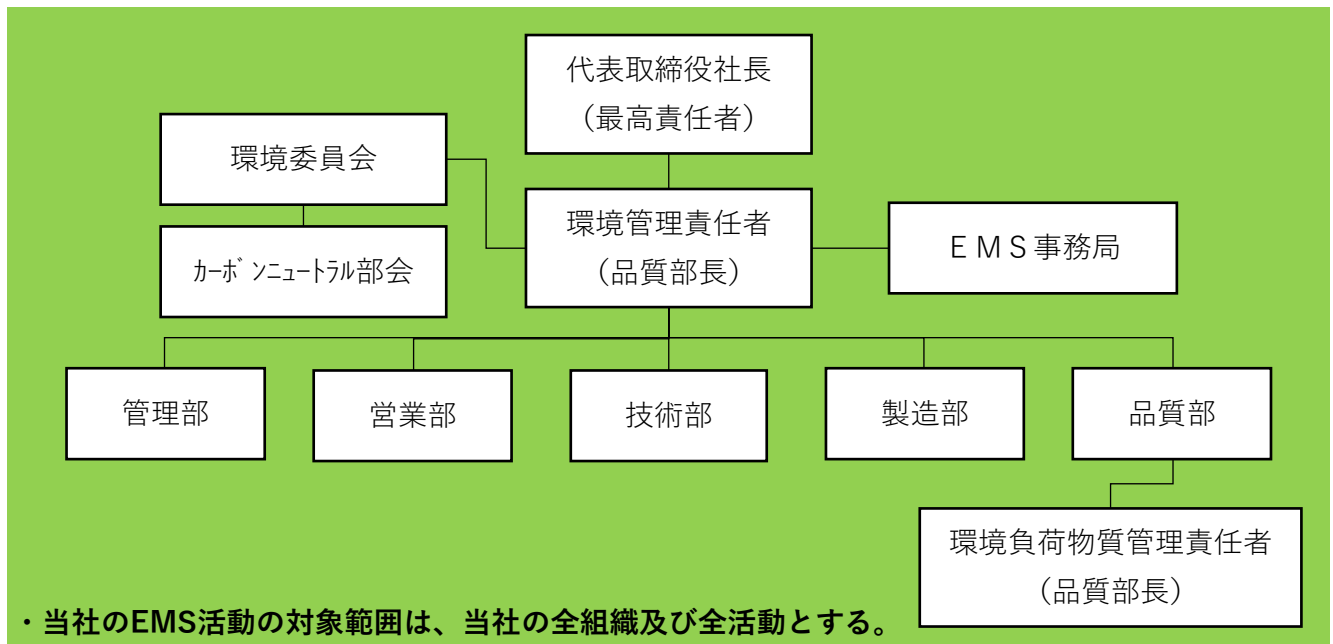 代表取締役社長
（最高責任者）
環境委員会
環境管理責任者
（品質部長）
ＥＭＳ事務局
ｶｰﾎﾞﾝﾆｭｰﾄﾗﾙ部会
管理部
営業部
技術部
製造部
品質部
環境負荷物質管理責任者
（品質部長）
・当社のEMS活動の対象範囲は、当社の全組織及び全活動とする。